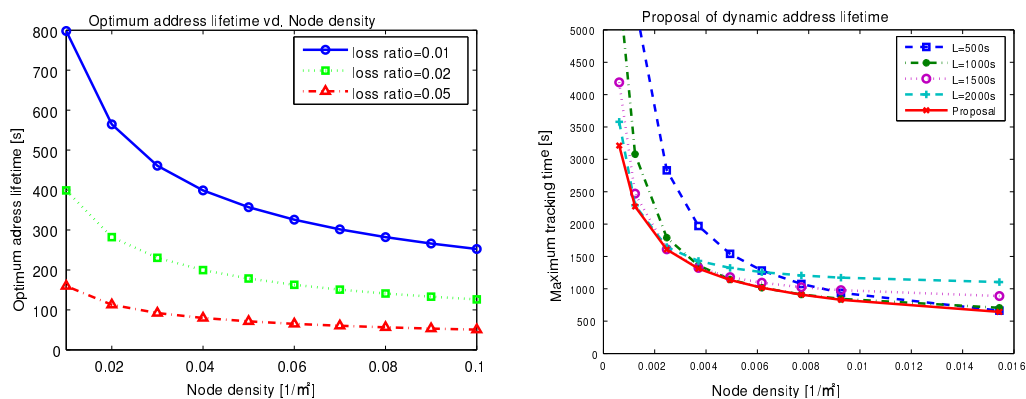 Optimum address lifetime vd. Node density
800
700
600
500
400
300
200
100
0
Optimum adress lifetime [s]
0.02
0.04
0.06
0.08
0.1
Node density [1/m²]
loss ratio=0.01
loss ratio=0.02
loss ratio=0.05
Proposal of dynamic address lifetime
5000
4500
4000
3500
3000
2500
2000
1500
1000
500
0
Maximum tracking time [s]
0
0.002
0.004
0.006
0.008
0.01
0.012
0.014
0.016
Node density [1/m²]
L=500s
L=1000s
L=1500s
L=2000s
Proposal